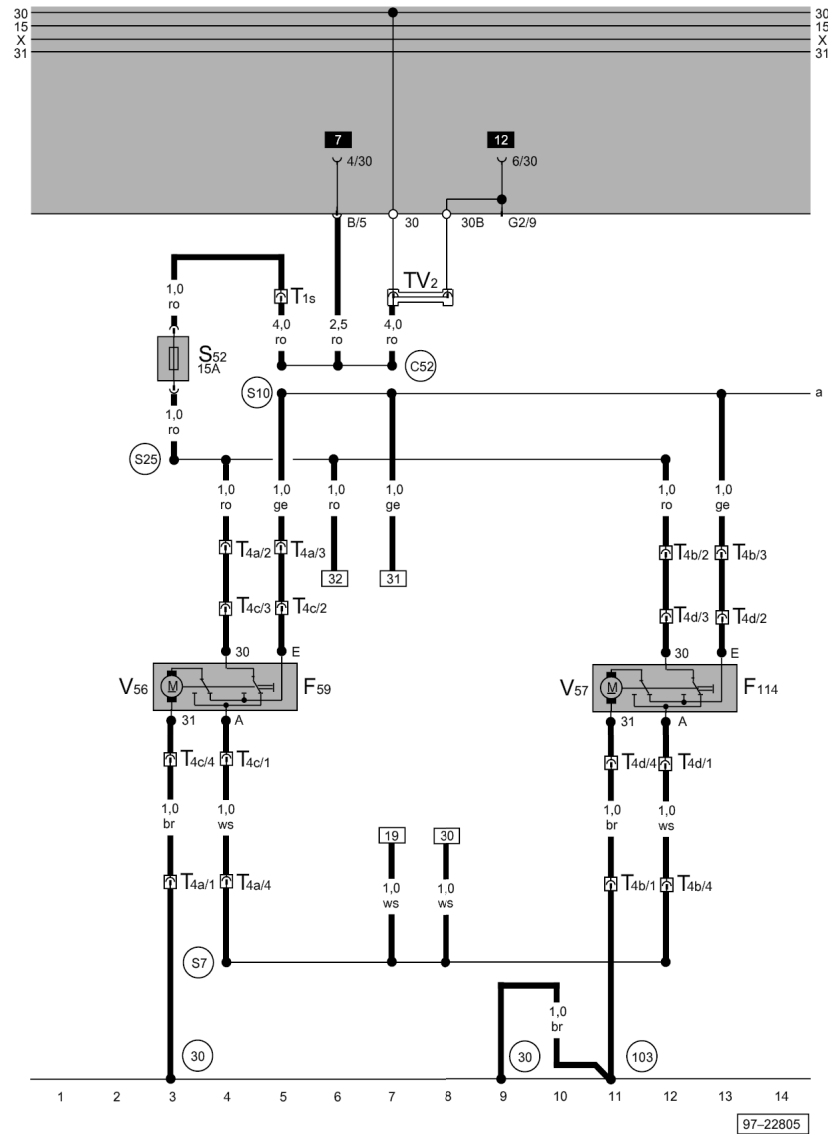 30 30
15 15
X X
31 31
7 12
4/30 6/30
B/5 30 30B G2/9
TV2
1,0
ro
T1s
4,0
ro
2,5
ro
4,0
ro
S52
15A
C52
S10 a
1,0
ro
S25
1,0
ro
1,0
ge
1,0
ro
1,0
ge
1,0
ro
1,0
ge
T4a/2 T4a/3 T4b/2 T4b/3
32 31
T4c/3 T4c/2 T4d/3 T4d/2
30 E 30 E
V56 M F59 V57 M F114
31 A 31 A
T4c/4 T4c/1 T4d/4 T4d/1
1,0
br
1,0
ws
1,0
br
1,0
ws
19 30
1,0
ws
1,0
ws
T4a/1 T4a/4 T4b/1 T4b/4
S7
1,0
br
30 30 103
1 2 3 4 5 6 7 8 9 10 11 12 13 14
97–22805